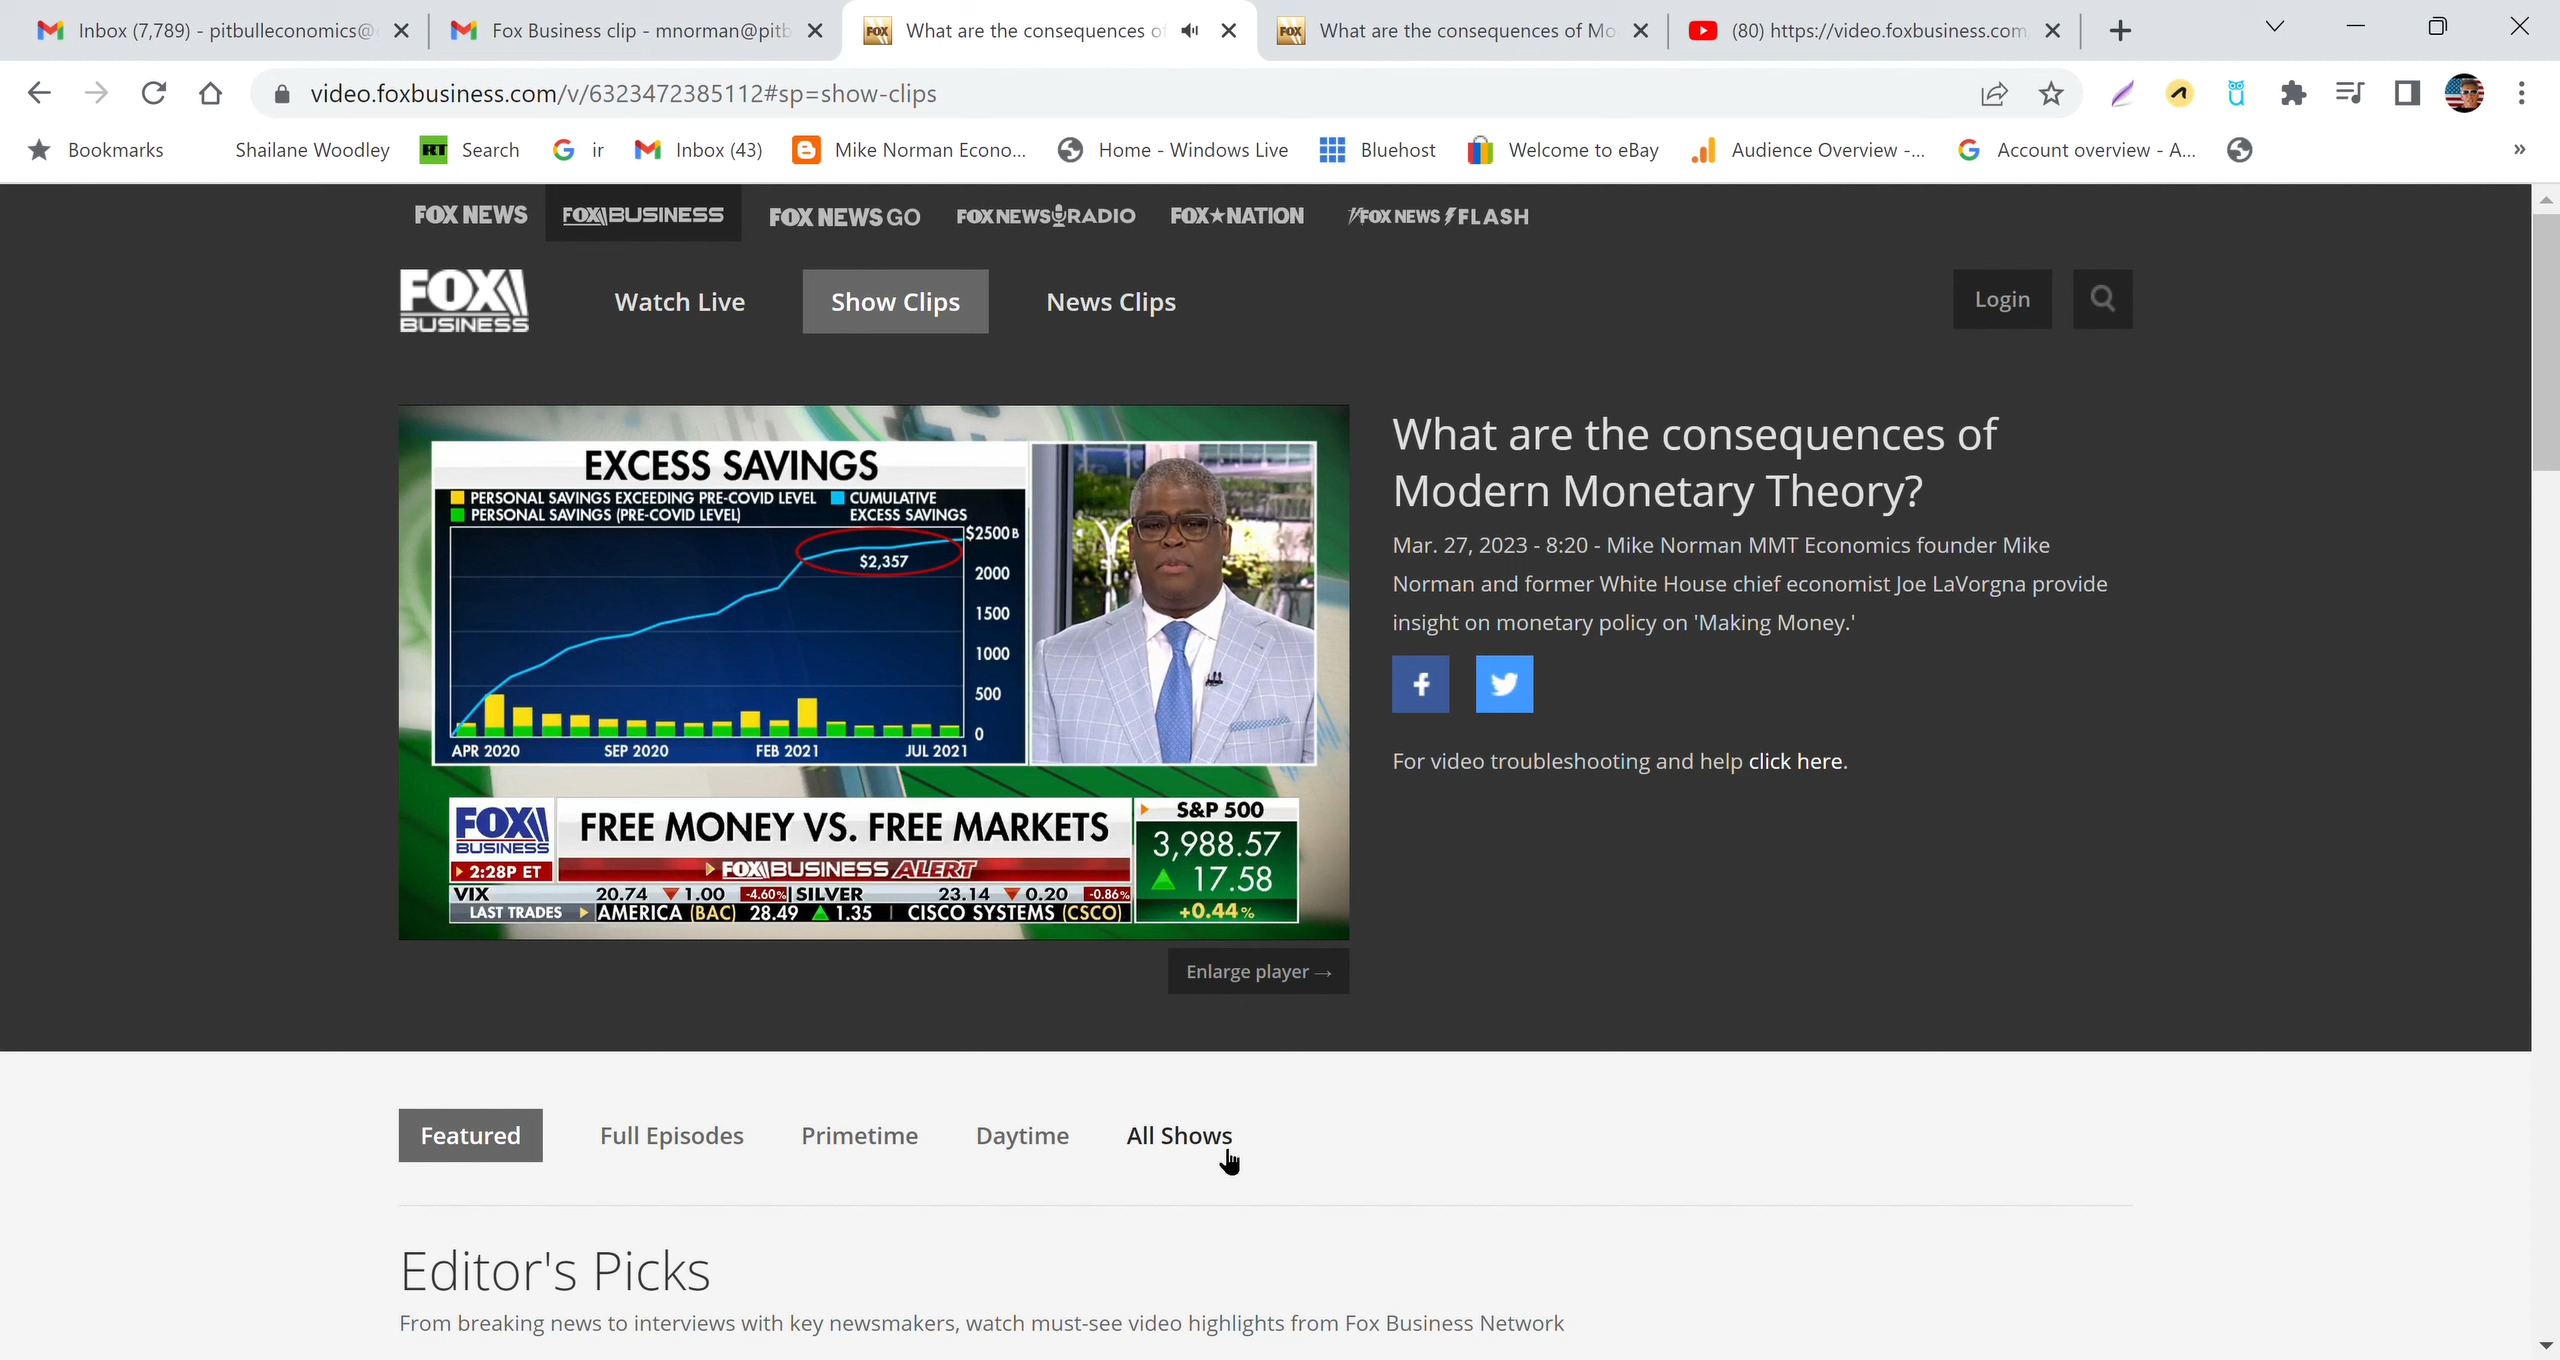 Inbox (7,789) - pitbulleconomics@
Fox Business clip - mnorman@pitb
What are the consequences of
What are the consequences of Mo
(80) https://video.foxbusiness.com
video.foxbusiness.com/v/6323472385112#sp=show-clips
Bookmarks
Shailane Woodley
RT Search
ir
Inbox (43)
Mike Norman Econo...
Home - Windows Live
Bluehost
Welcome to eBay
Audience Overview -...
Account overview - A...
»
FOX NEWS
FOX BUSINESS
FOX NEWS GO
FOX NEWS RADIO
FOX★NATION
FOX NEWS FLASH
FOX BUSINESS
Watch Live
Show Clips
News Clips
Login
EXCESS SAVINGS
PERSONAL SAVINGS EXCEEDING PRE-COVID LEVEL
PERSONAL SAVINGS (PRE-COVID LEVEL)
CUMULATIVE
EXCESS SAVINGS
$2500B
$2,357
2000
1500
1000
500
0
APR 2020 SEP 2020 FEB 2021 JUL 2021
FOX BUSINESS
2:28P ET
FREE MONEY VS. FREE MARKETS
FOX BUSINESS ALERT
S&P 500
3,988.57
17.58
+0.44%
VIX 20.74 ▼1.00 -4.60% SILVER 23.14 ▼0.20 -0.86%
LAST TRADES AMERICA (BAC) 28.49 ▲1.35 | CISCO SYSTEMS (CSCO)
What are the consequences of
Modern Monetary Theory?
Mar. 27, 2023 - 8:20 - Mike Norman MMT Economics founder Mike
Norman and former White House chief economist Joe LaVorgna provide
insight on monetary policy on 'Making Money.'
For video troubleshooting and help click here.
Enlarge player →
Featured
Full Episodes
Primetime
Daytime
All Shows
Editor's Picks
From breaking news to interviews with key newsmakers, watch must-see video highlights from Fox Business Network